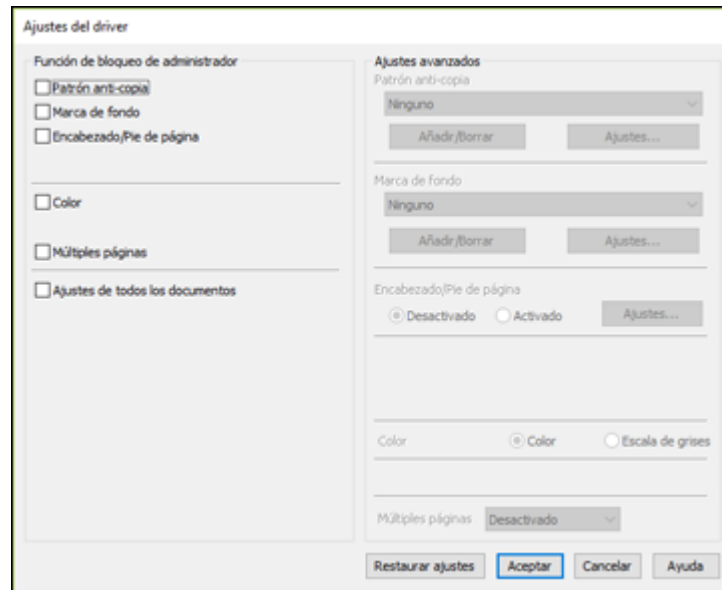 Ajustes del driver
Función de bloqueo de administrador
Patrón anti-copia
Marca de fondo
Encabezado/Pie de página
Color
Múltiples páginas
Ajustes de todos los documentos
Ajustes avanzados
Patrón anti-copia
Ninguno
Añadir/Borrar Ajustes...
Marca de fondo
Ninguno
Añadir/Borrar Ajustes...
Encabezado/Pie de página
Desactivado Activado Ajustes...
Color Color Escala de grises
Múltiples páginas Desactivado
Restaurar ajustes Aceptar Cancelar Ayuda